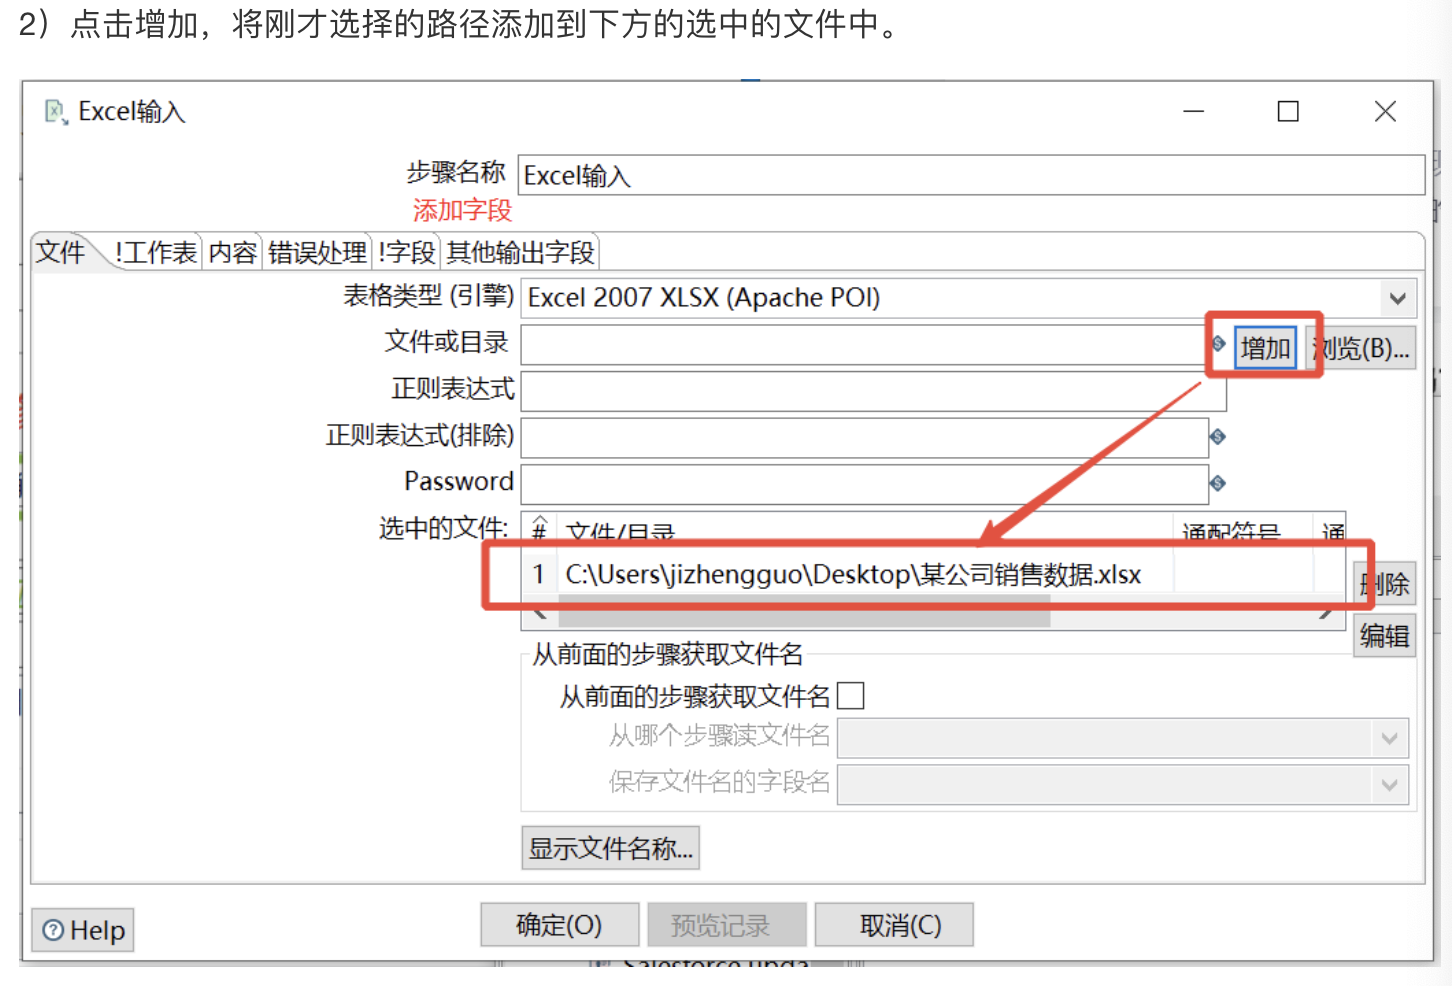 2）点击增加，将刚才选择的路径添加到下方的选中的文件中。
Excel输入
步骤名称 Excel输入
添加字段
文件 !工作表 内容 错误处理 !字段 其他输出字段
表格类型 (引擎) Excel 2007 XLSX (Apache POI)
文件或目录 增加 浏览(B)...
正则表达式
正则表达式(排除)
Password
选中的文件: # 文件/目录 通配符号 通
1 C:\Users\jizhengguo\Desktop\某公司销售数据.xlsx
删除
编辑
从前面的步骤获取文件名
从前面的步骤获取文件名
从哪个步骤读文件名
保存文件名的字段名
显示文件名称...
Help 确定(O) 预览记录 取消(C)
Salesforce Upda